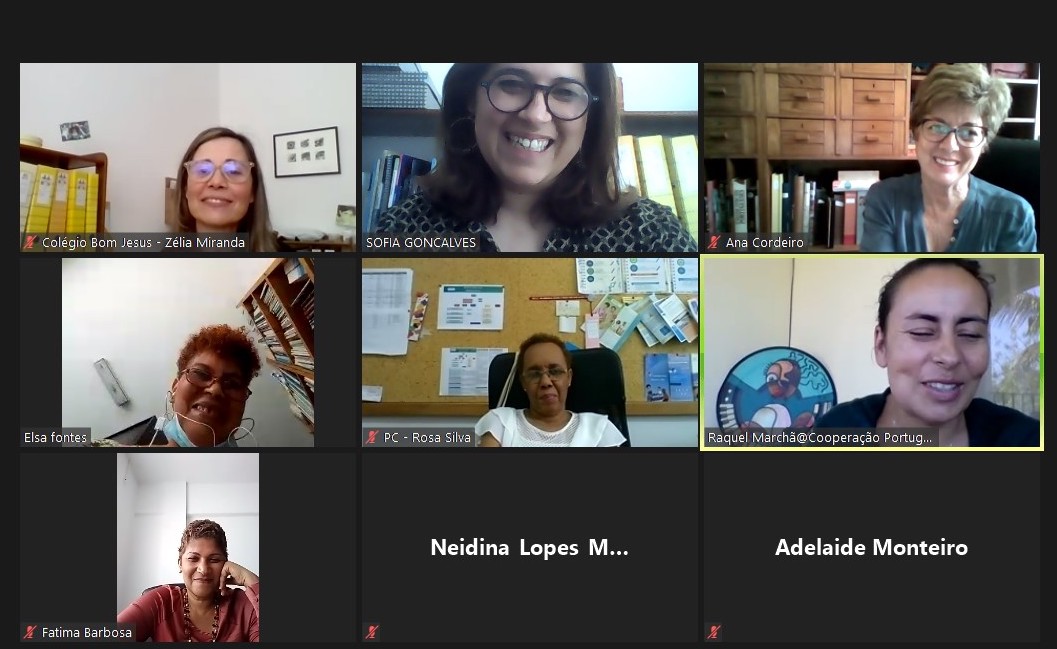 Colégio Bom Jesus - Zélia Miranda
SOFIA GONCALVES
Ana Cordeiro
Elsa fontes
PC - Rosa Silva
Raquel Marchã@Cooperação Portug...
Fatima Barbosa
Neidina Lopes M...
Adelaide Monteiro